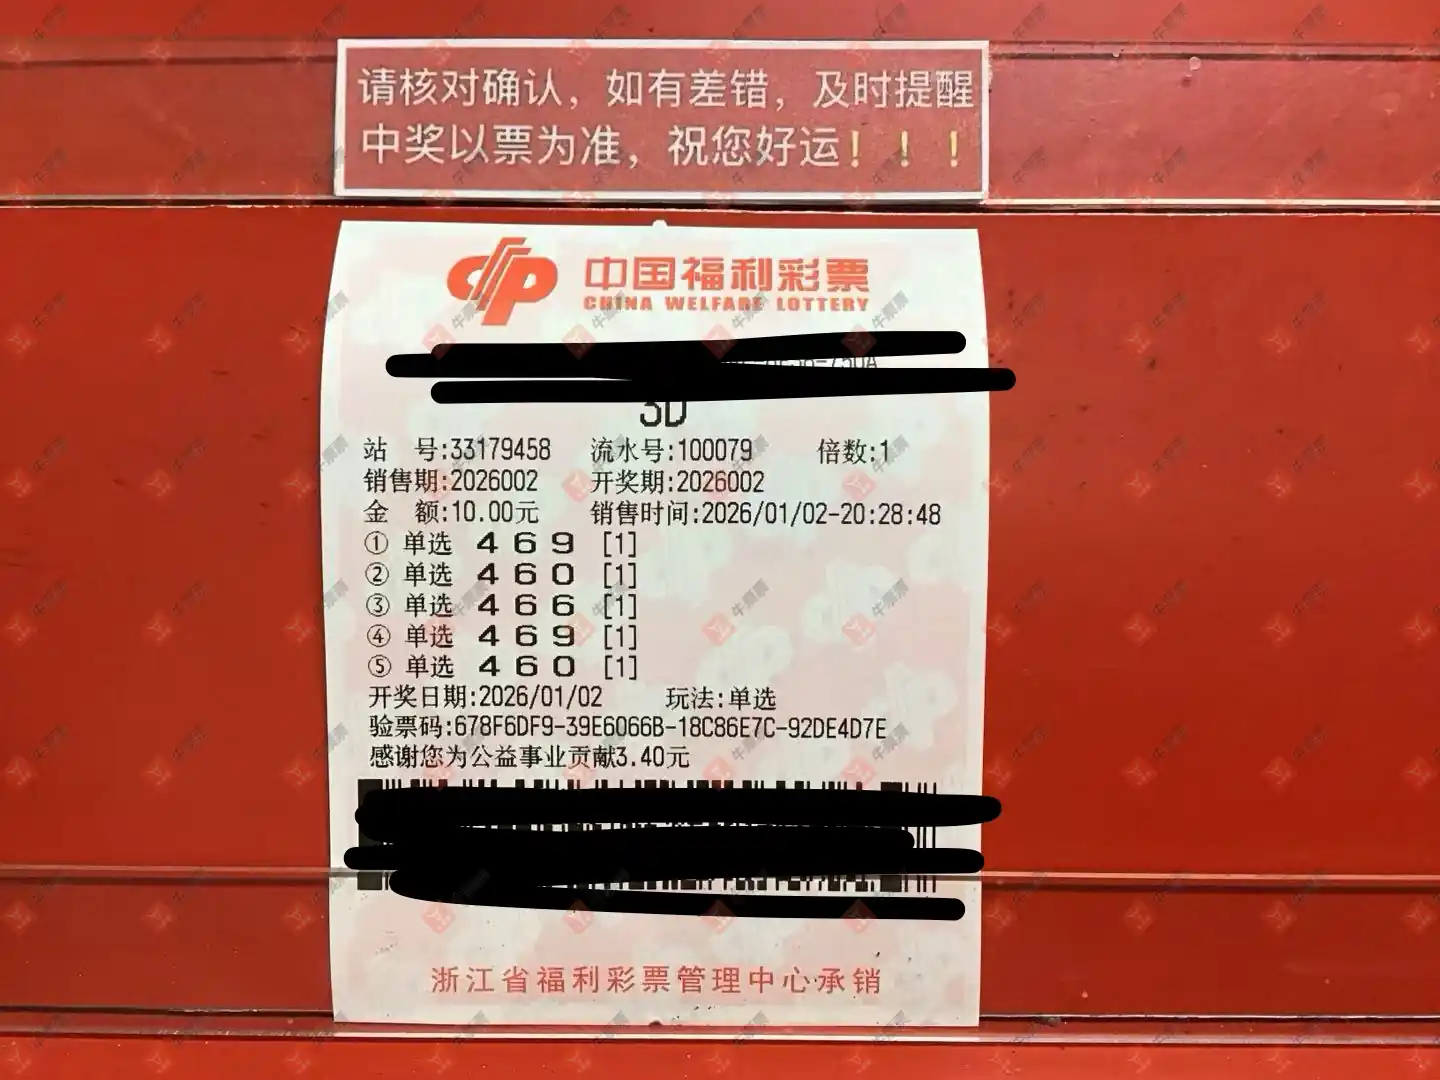 请核对确认，如有差错，及时提醒
中奖以票为准，祝您好运！！！
中国福利彩票
CHINA WELFARE LOTTERY
3D
站 号:33179458 流水号:100079 倍数:1
销售期:2026002 开奖期:2026002
金 额:10.00元 销售时间:2026/01/02-20:28:48
① 单选 4 6 9 [1]
② 单选 4 6 0 [1]
③ 单选 4 6 6 [1]
④ 单选 4 6 9 [1]
⑤ 单选 4 6 0 [1]
开奖日期:2026/01/02 玩法:单选
验票码:678F6DF9-39E6066B-18C86E7C-92DE4D7E
感谢您为公益事业贡献3.40元
浙江省福利彩票管理中心承销
牛票票